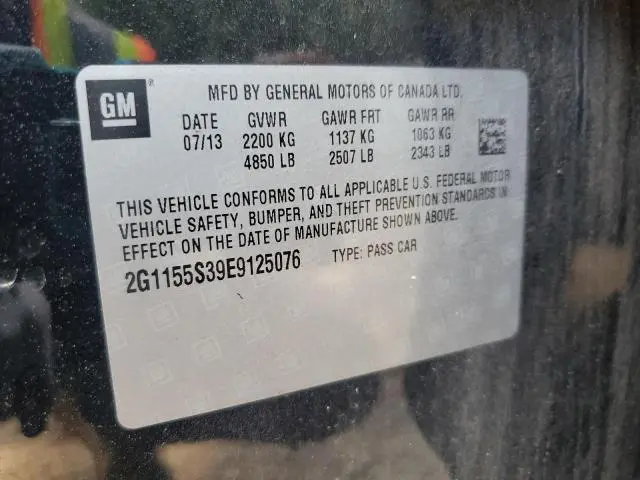 GM
MFD BY GENERAL MOTORS OF CANADA LTD.
DATE GVWR GAWR FRT GAWR RR
07/13 2200 KG 1137 KG 1063 KG
4850 LB 2507 LB 2343 LB
THIS VEHICLE CONFORMS TO ALL APPLICABLE U.S. FEDERAL MOTOR
VEHICLE SAFETY, BUMPER, AND THEFT PREVENTION STANDARDS IN
EFFECT ON THE DATE OF MANUFACTURE SHOWN ABOVE.
2G1155S39E9125076 TYPE: PASS CAR